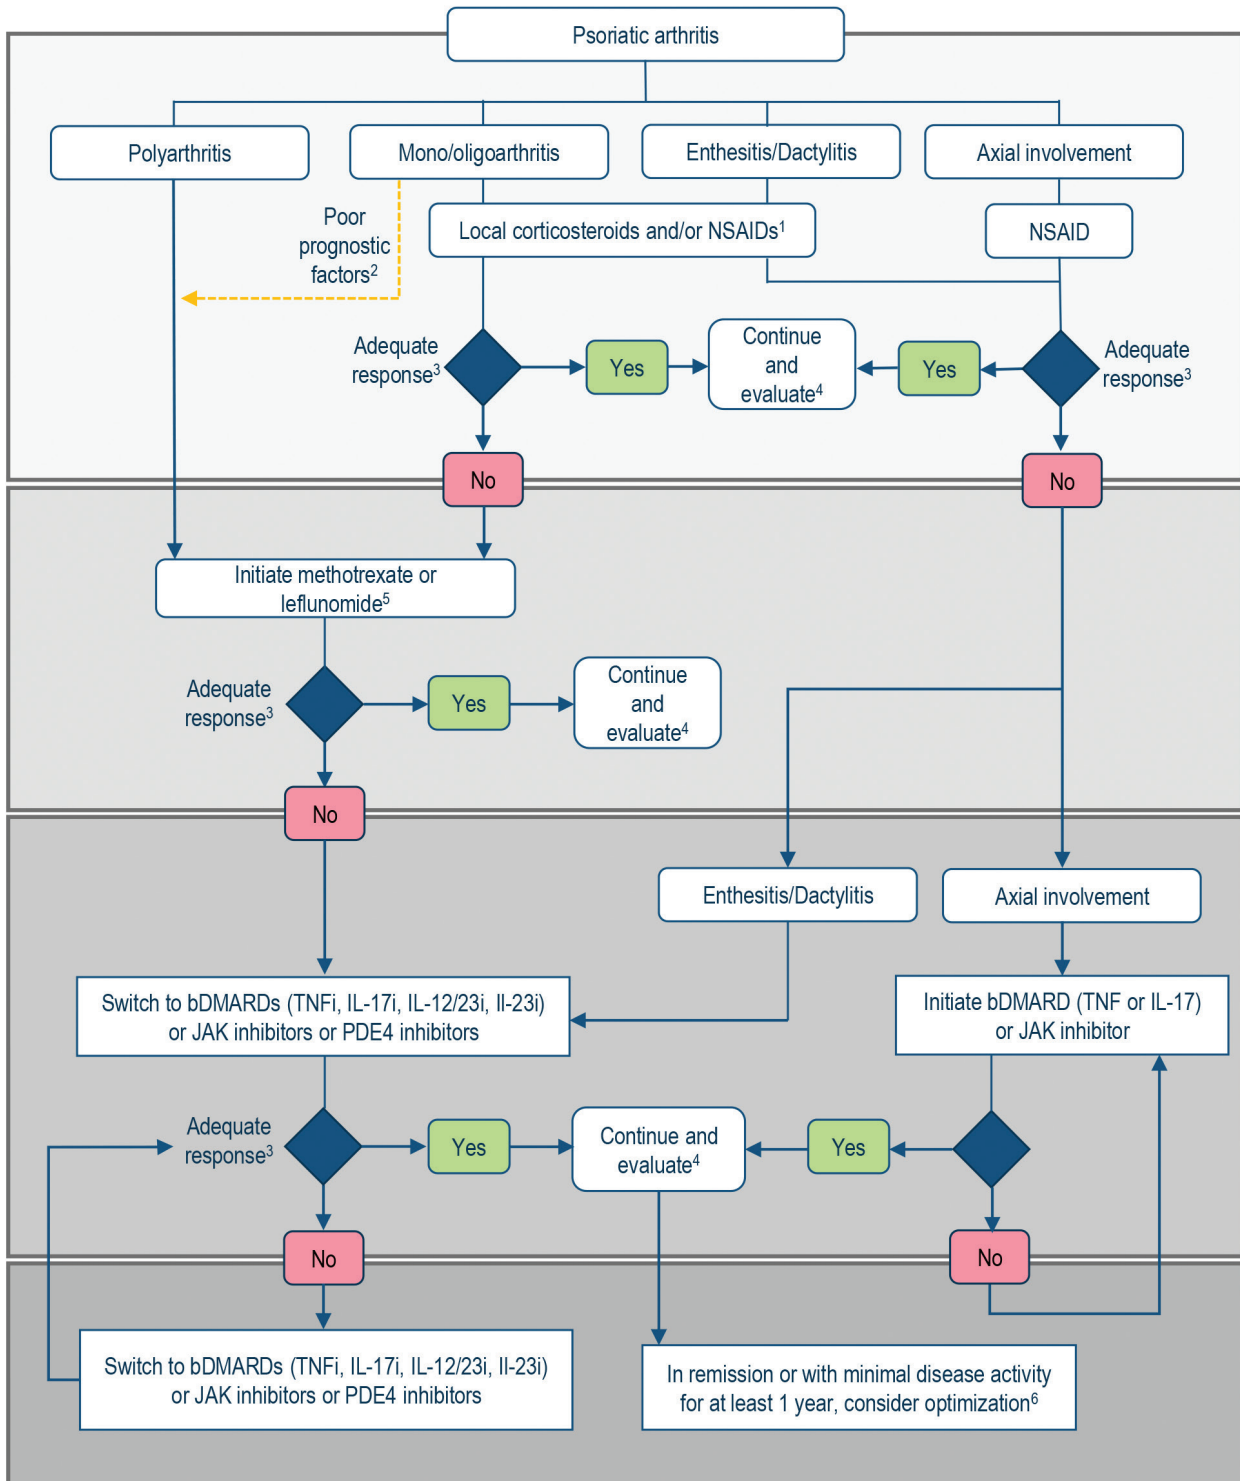 Psoriatic arthritis
Polyarthritis
Mono/oligoarthritis
Enthesitis/Dactylitis
Axial involvement
Poor
prognostic
factors²
Local corticosteroids and/or NSAIDs¹
NSAID
Adequate
response³
Yes
Continue
and
evaluate⁴
Yes
Adequate
response³
No
No
Initiate methotrexate or
leflunomide⁵
Adequate
response³
Yes
Continue
and
evaluate⁴
No
Enthesitis/Dactylitis
Axial involvement
Switch to bDMARDs (TNFi, IL-17i, IL-12/23i, Il-23i)
or JAK inhibitors or PDE4 inhibitors
Initiate bDMARD (TNF or IL-17)
or JAK inhibitor
Adequate
response³
Yes
Continue and
evaluate⁴
Yes
No
No
Switch to bDMARDs (TNFi, IL-17i, IL-12/23i, Il-23i)
or JAK inhibitors or PDE4 inhibitors
In remission or with minimal disease activity
for at least 1 year, consider optimization⁶